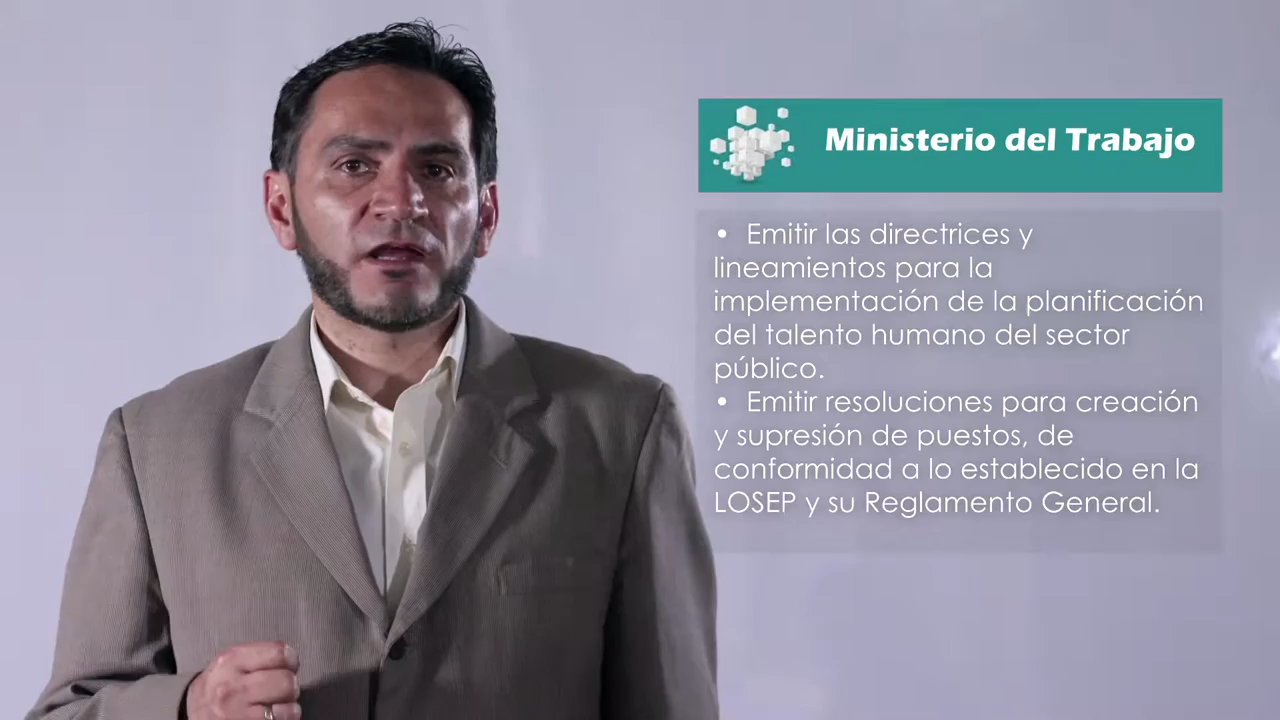 Ministerio del Trabajo
• Emitir las directrices y
lineamientos para la
implementación de la planificación
del talento humano del sector
público.
• Emitir resoluciones para creación
y supresión de puestos, de
conformidad a lo establecido en la
LOSEP y su Reglamento General.